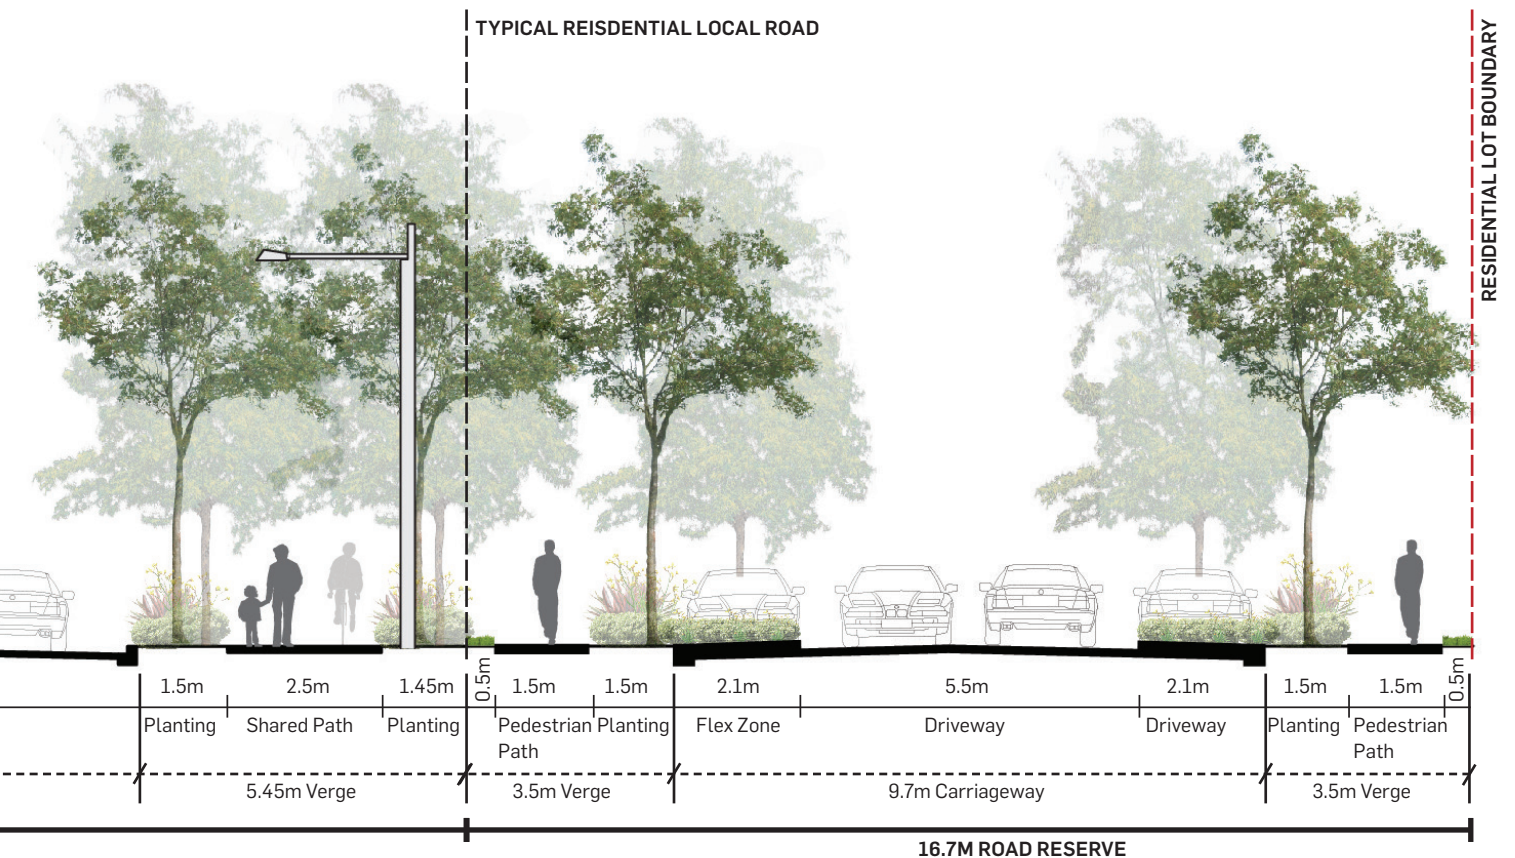 TYPICAL REISDENTIAL LOCAL ROAD
RESIDENTIAL LOT BOUNDARY
1.5m
2.5m
1.45m
0.5m
1.5m
1.5m
2.1m
5.5m
2.1m
1.5m
1.5m
0.5m
Planting
Shared Path
Planting
Pedestrian
Path
Planting
Flex Zone
Driveway
Driveway
Planting
Pedestrian
Path
5.45m Verge
3.5m Verge
9.7m Carriageway
3.5m Verge
16.7M ROAD RESERVE